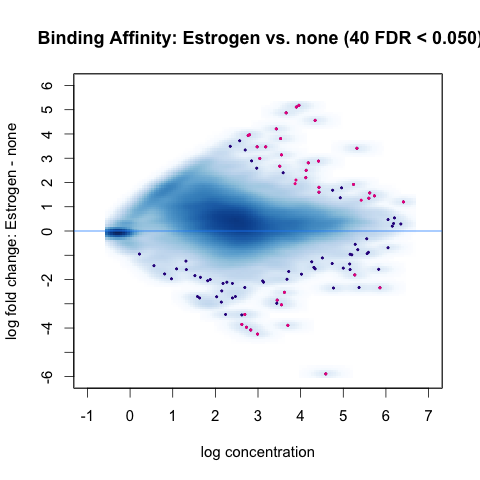 Binding Affinity: Estrogen vs. none (40 FDR < 0.050)
log fold change: Estrogen - none
6
5
4
3
2
1
0
-2
-4
-6
-1 0 1 2 3 4 5 6 7
log concentration